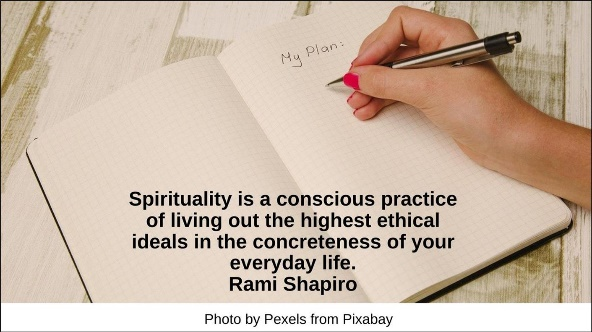 My Plan:
Spirituality is a conscious practice
of living out the highest ethical
ideals in the concreteness of your
everyday life.
Rami Shapiro
Photo by Pexels from Pixabay